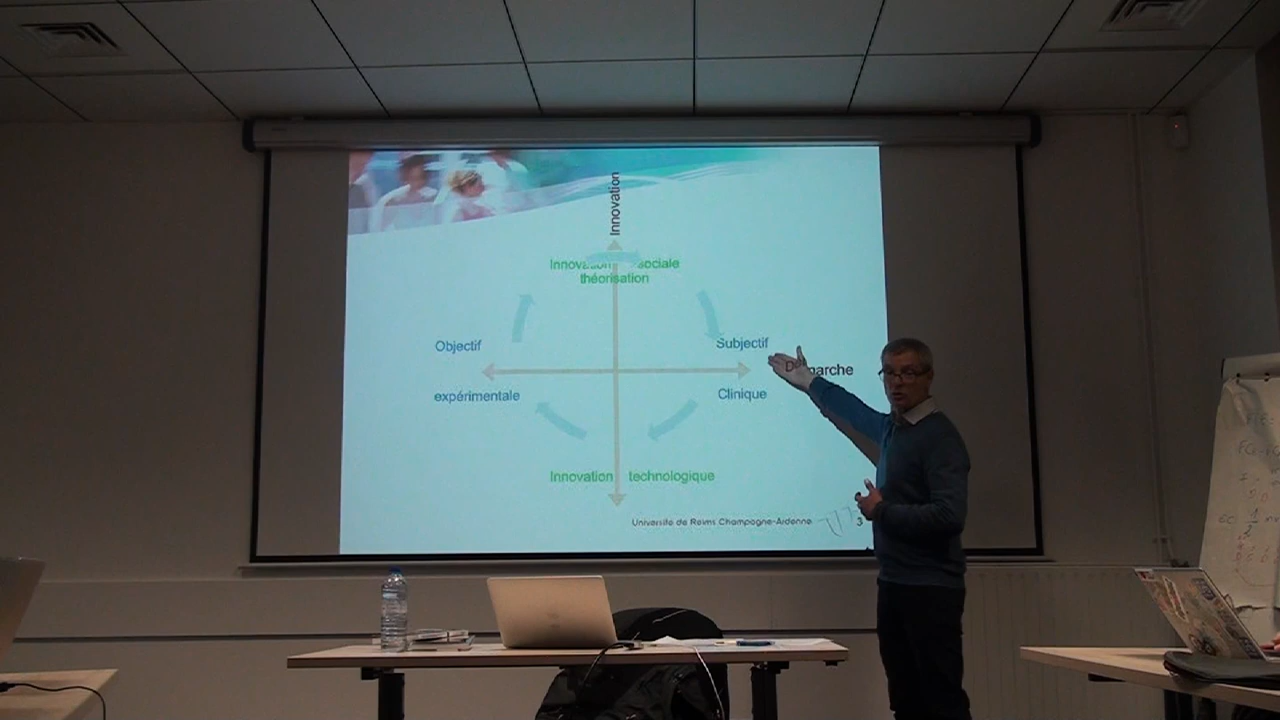 Innovation
Innovation sociale
théorisation
Objectif
Subjectif
Démarche
expérimentale
Clinique
Innovation technologique
Université de Reims Champagne-Ardenne
3